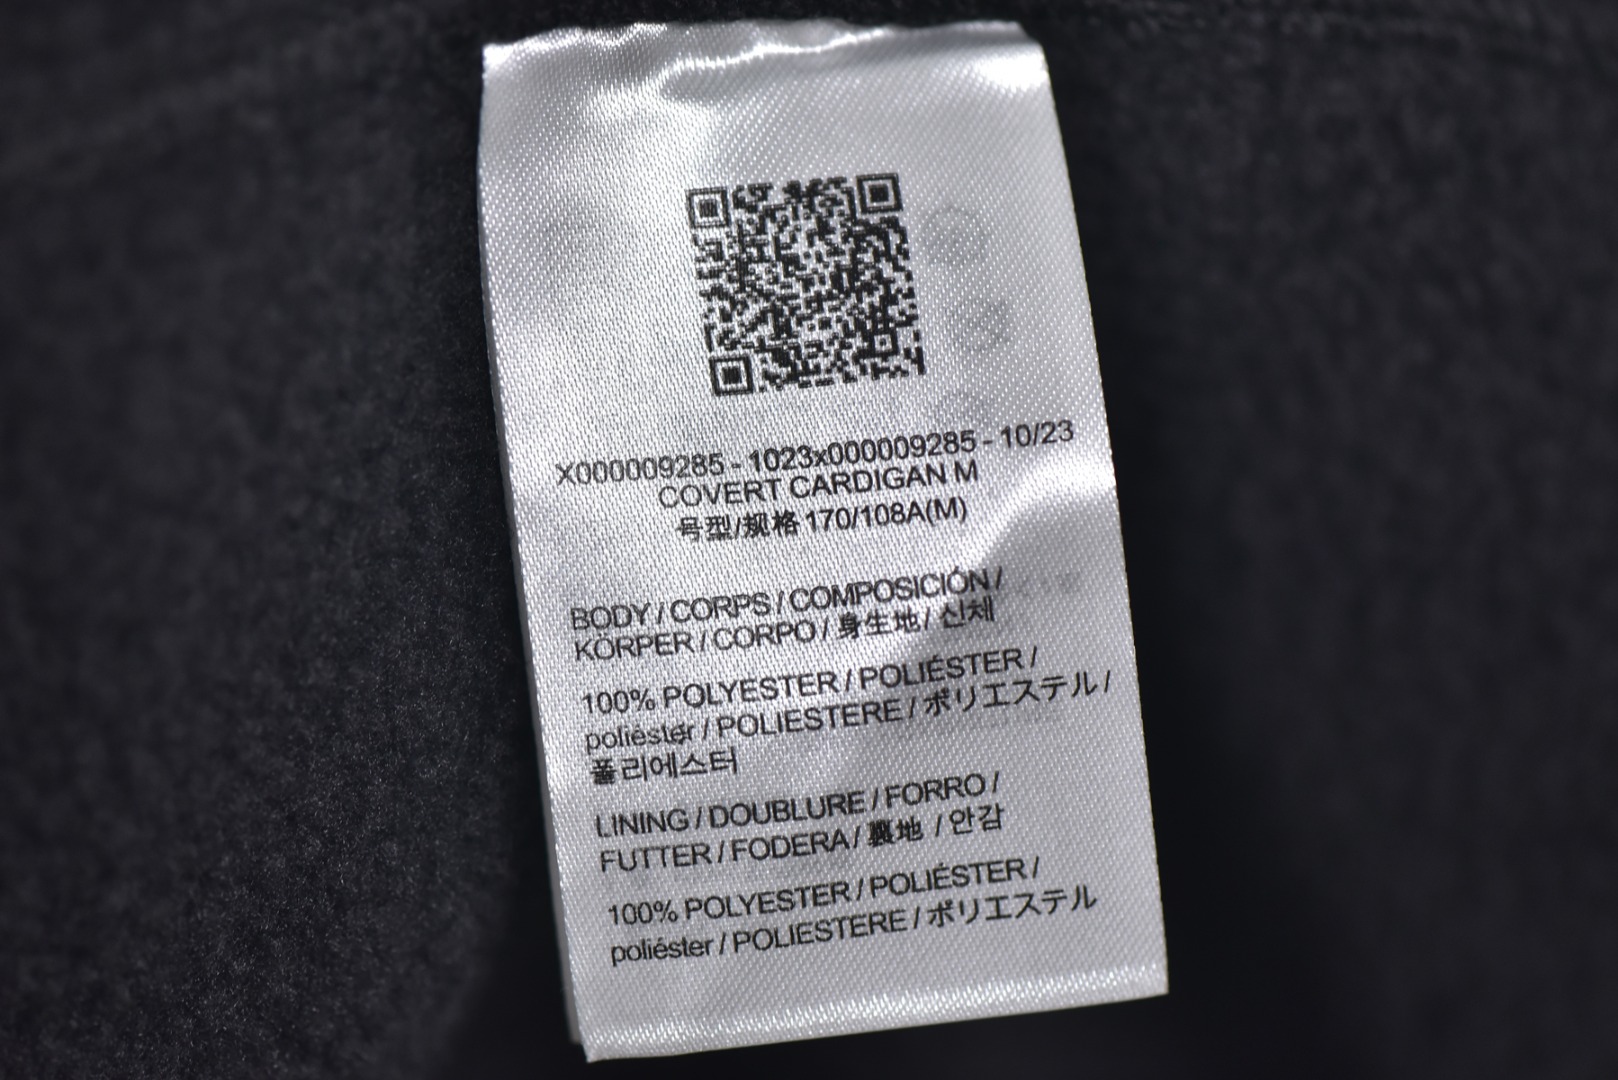 X000009285 - 1023x000009285 - 10/23
COVERT CARDIGAN M
号型/规格 170/108A(M)
BODY / CORPS / COMPOSICIÓN /
KÖRPER / CORPO / 身生地 / 신체
100% POLYESTER / POLIÉSTER /
poliéster / POLIESTERE / ポリエステル /
폴리에스터
LINING / DOUBLURE / FORRO /
FUTTER / FODERA / 裏地 / 안감
100% POLYESTER / POLIÉSTER /
poliéster / POLIESTERE / ポリエステル